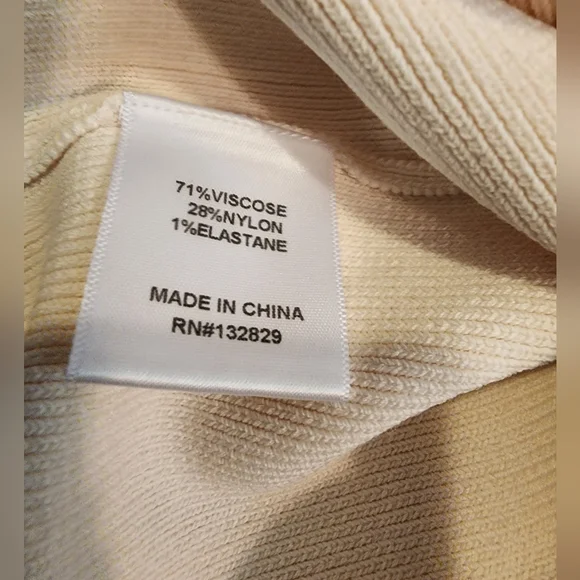 71%VISCOSE
28%NYLON
1%ELASTANE
MADE IN CHINA
RN#132829